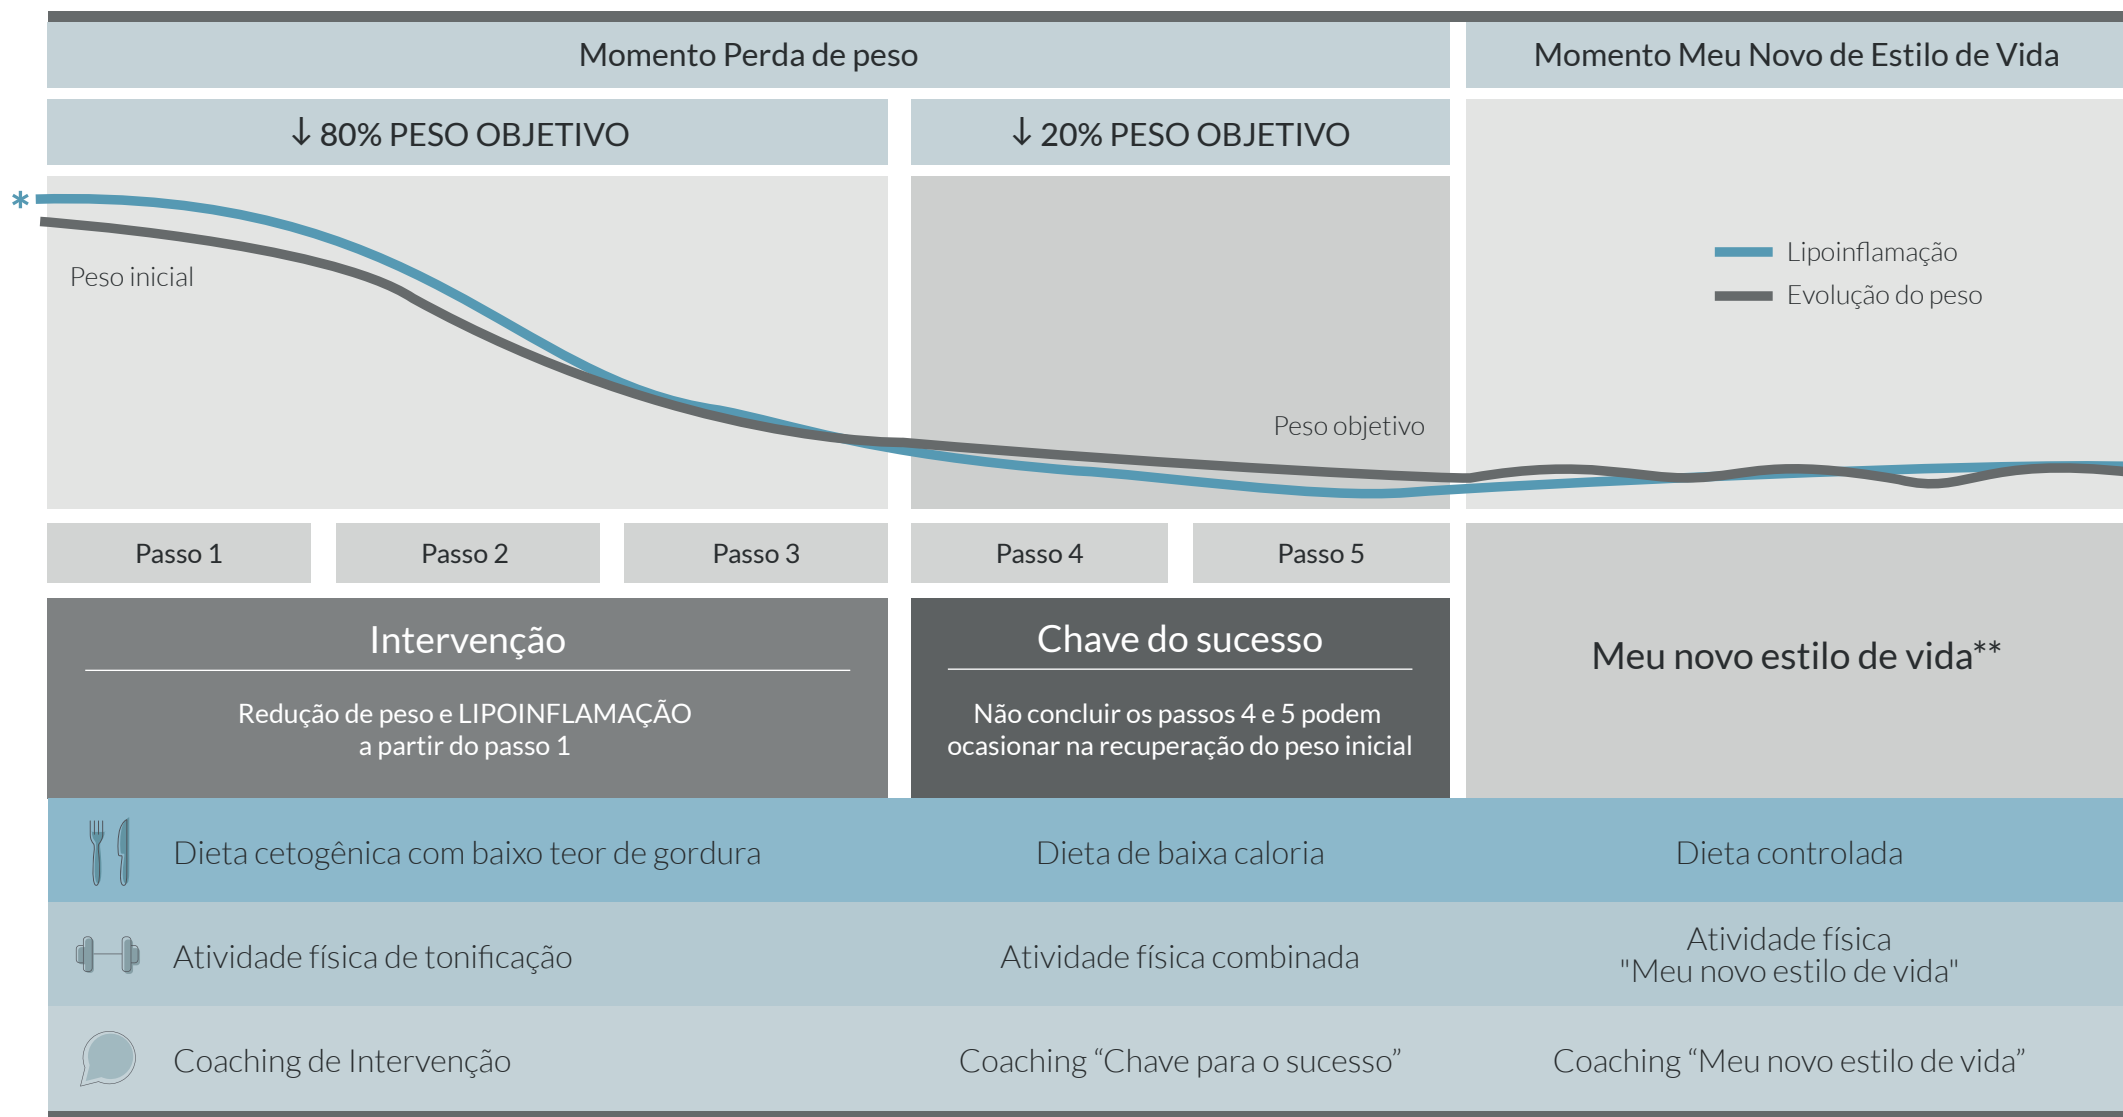 Momento Perda de peso
Momento Meu Novo de Estilo de Vida
↓ 80% PESO OBJETIVO
↓ 20% PESO OBJETIVO
*
Peso inicial
Lipoinflamação
Evolução do peso
Peso objetivo
Passo 1
Passo 2
Passo 3
Passo 4
Passo 5
Intervenção
Redução de peso e LIPOINFLAMAÇÃO
a partir do passo 1
Chave do sucesso
Não concluir os passos 4 e 5 podem
ocasionar na recuperação do peso inicial
Meu novo estilo de vida**
Dieta cetogênica com baixo teor de gordura
Dieta de baixa caloria
Dieta controlada
Atividade física de tonificação
Atividade física combinada
Atividade física
"Meu novo estilo de vida"
Coaching de Intervenção
Coaching “Chave para o sucesso”
Coaching “Meu novo estilo de vida”